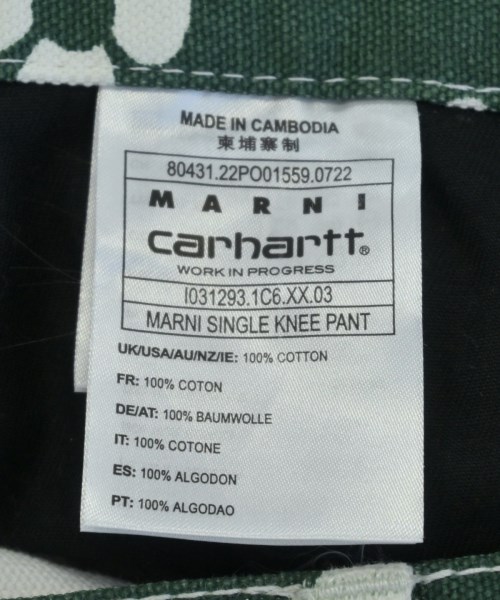 MADE IN CAMBODIA
柬埔寨制
80431.22PO01559.0722
MARNI
carhartt®
WORK IN PROGRESS
I031293.1C6.XX.03
MARNI SINGLE KNEE PANT
UK/USA/AU/NZ/IE: 100% COTTON
FR: 100% COTON
DE/AT: 100% BAUMWOLLE
IT: 100% COTONE
ES: 100% ALGODON
PT: 100% ALGODAO